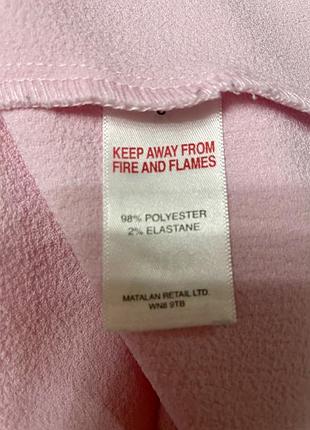 KEEP AWAY FROM
FIRE AND FLAMES
98% POLYESTER
2% ELASTANE
MATALAN RETAIL LTD.
WN8 9TB